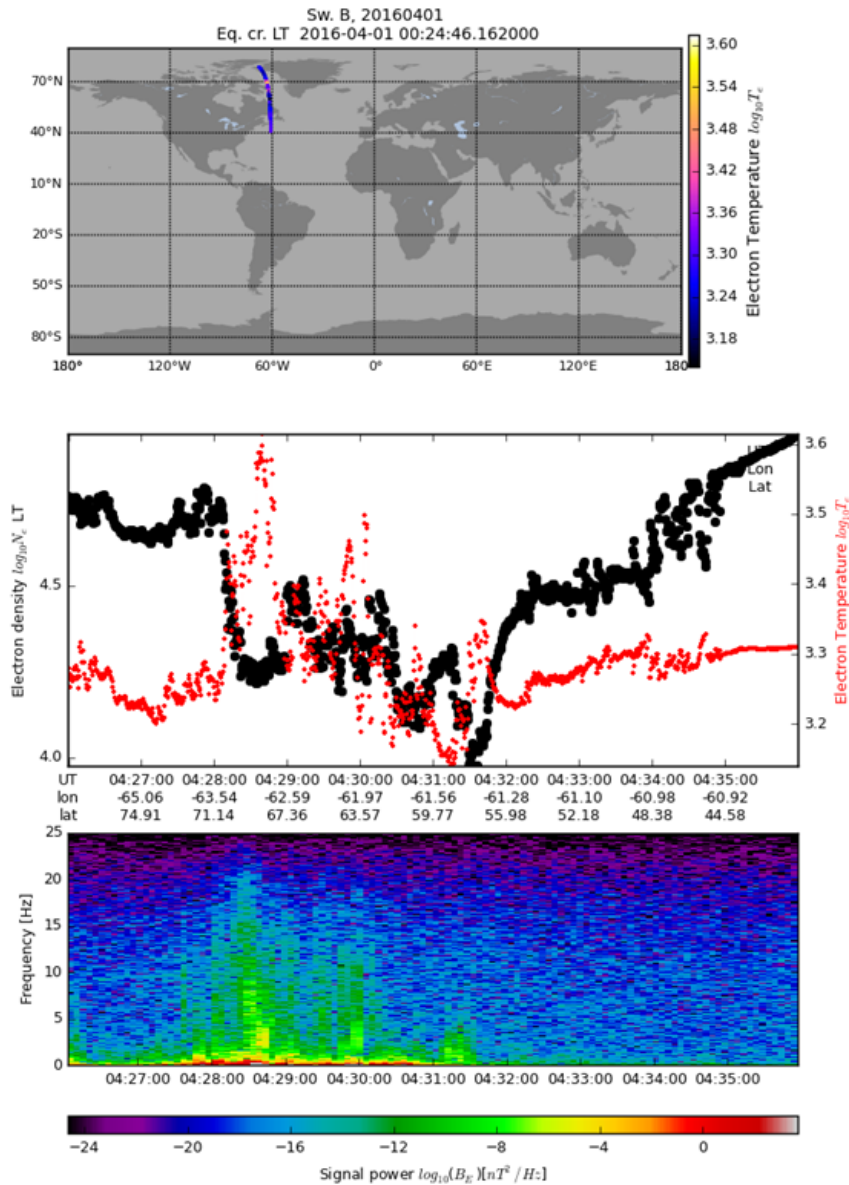 Sw. B, 20160401
Eq. cr. LT 2016-04-01 00:24:46.162000
70°N
40°N
10°N
20°S
50°S
80°S
180° 120°W 60°W 0° 60°E 120°E 180
3.60
3.54
3.48
3.42
3.36
3.30
3.24
3.18
Electron Temperature log₁₀Tₑ
Electron density log₁₀Nₑ LT
4.5
4.0
Lon
Lat
3.6
3.5
3.4
3.3
3.2
Electron Temperature log₁₀Tₑ
UT 04:27:00 04:28:00 04:29:00 04:30:00 04:31:00 04:32:00 04:33:00 04:34:00 04:35:00
lon -65.06 -63.54 -62.59 -61.97 -61.56 -61.28 -61.10 -60.98 -60.92
lat 74.91 71.14 67.36 63.57 59.77 55.98 52.18 48.38 44.58
Frequency [Hz]
25
20
15
10
5
0
04:27:00 04:28:00 04:29:00 04:30:00 04:31:00 04:32:00 04:33:00 04:34:00 04:35:00
−24 −20 −16 −12 −8 −4 0
Signal power log₁₀(B_E)[nT²/Hz]